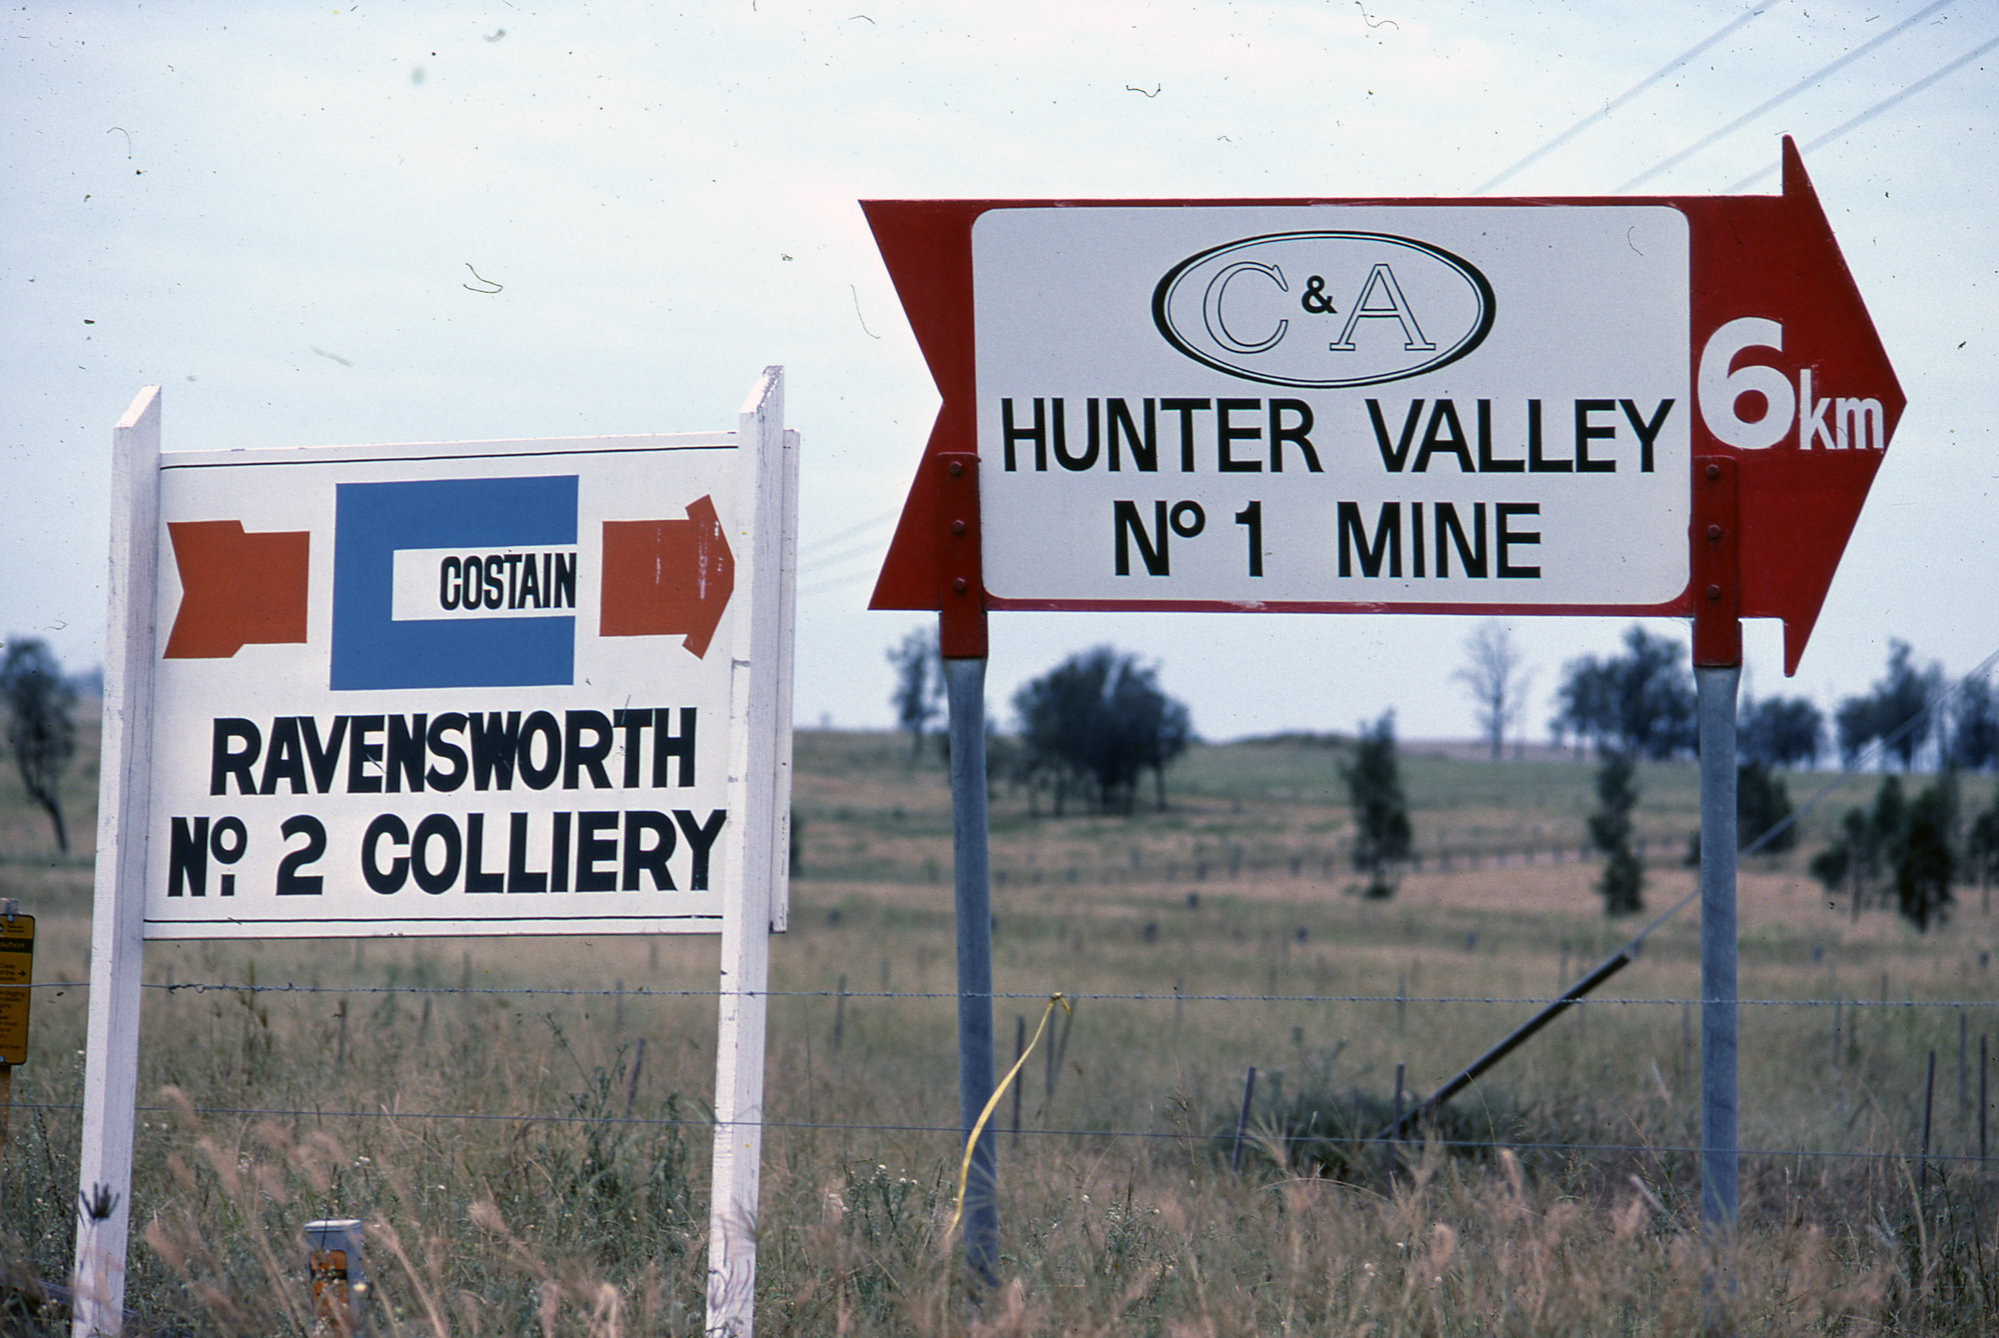 COSTAIN
RAVENSWORTH
No. 2 COLLIERY
C & A
HUNTER VALLEY
No 1 MINE
6km